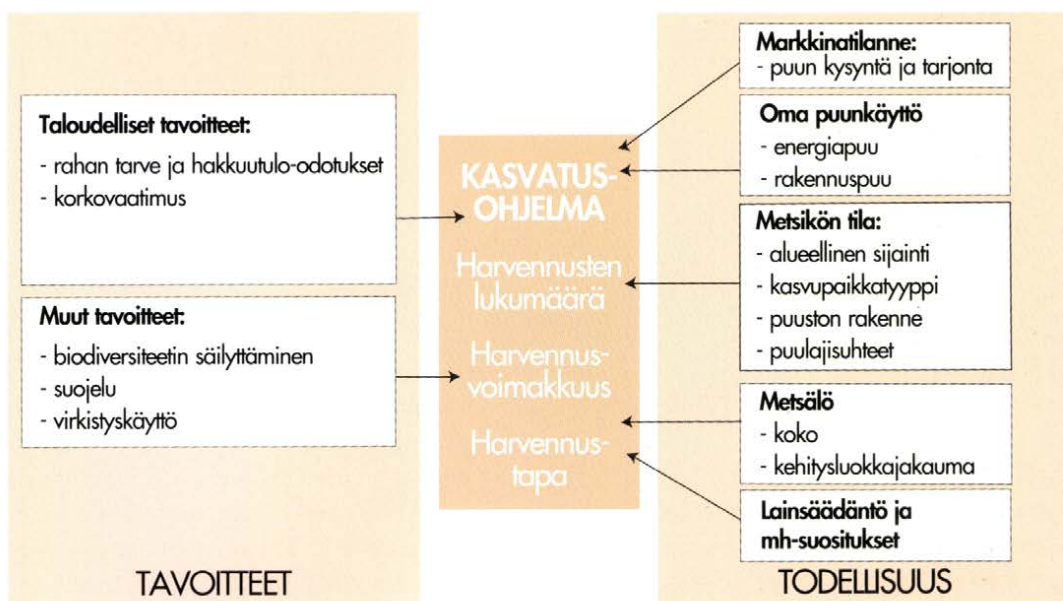 Taloudelliset tavoitteet:
- rahan tarve ja hakkuutulo-odotukset
- korkovaatimus
Muut tavoitteet:
- biodiversiteetin säilyttäminen
- suojelu
- virkistyskäyttö
TAVOITTEET
KASVATUS-
OHJELMA
Harvennusten
lukumäärä
Harvennus-
voimakkuus
Harvennus-
tapa
Markkinatilanne:
- puun kysyntä ja tarjonta
Oma puunkäyttö
- energiapuu
- rakennuspuu
Metsikön tila:
- alueellinen sijainti
- kasvupaikkatyyppi
- puuston rakenne
- puulajisuhteet
Metsälö
- koko
- kehitysluokkajakauma
Lainsäädäntö ja
mh-suositukset
TODELLISUUS